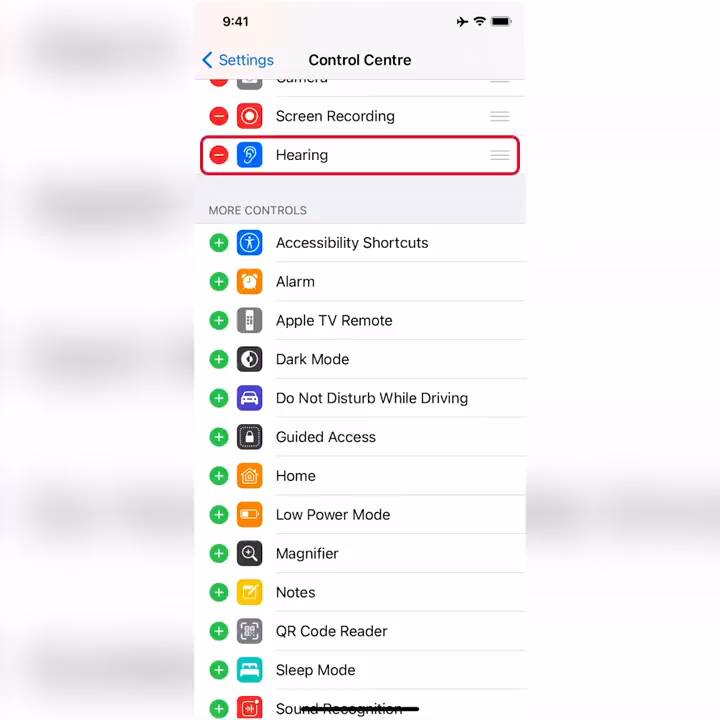 9:41
Settings
Control Centre
Camera
Screen Recording
Hearing
MORE CONTROLS
Accessibility Shortcuts
Alarm
Apple TV Remote
Dark Mode
Do Not Disturb While Driving
Guided Access
Home
Low Power Mode
Magnifier
Notes
QR Code Reader
Sleep Mode
Sound Recognition